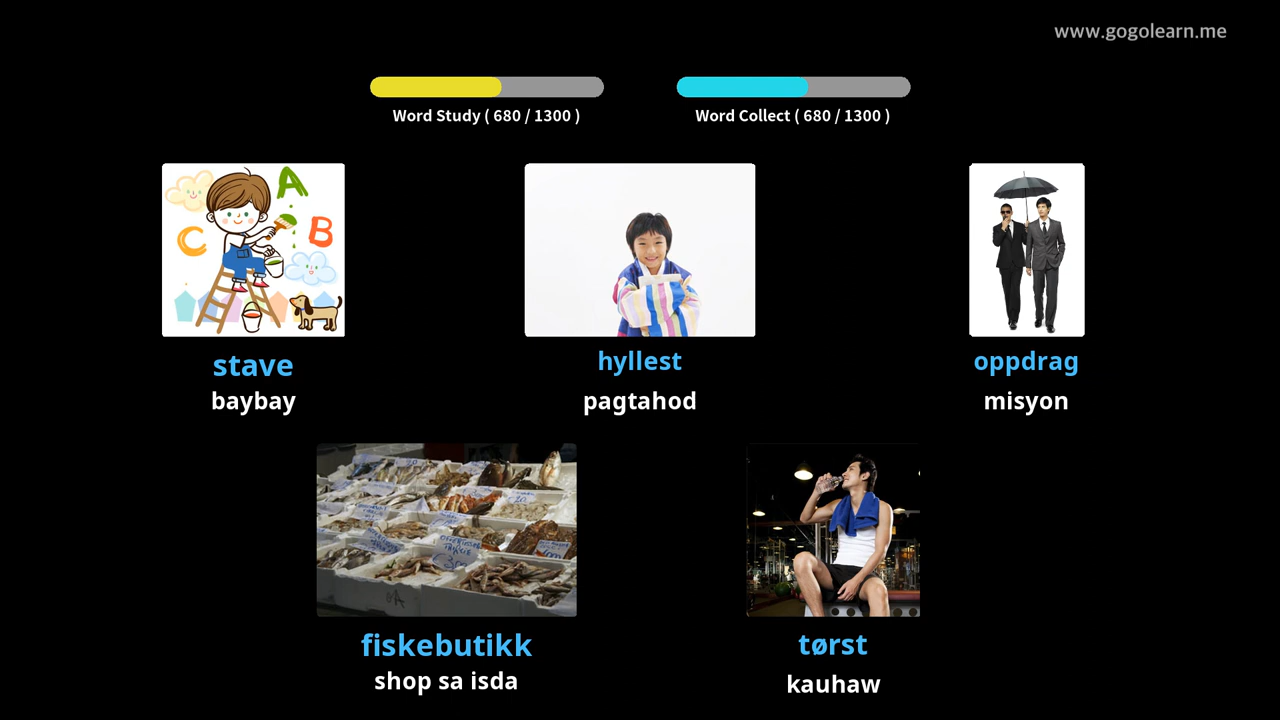 www.gogolearn.me
Word Study ( 680 / 1300 )
Word Collect ( 680 / 1300 )
A
B
C
stave
baybay
hyllest
pagtahod
oppdrag
misyon
fiskebutikk
shop sa isda
tørst
kauhaw